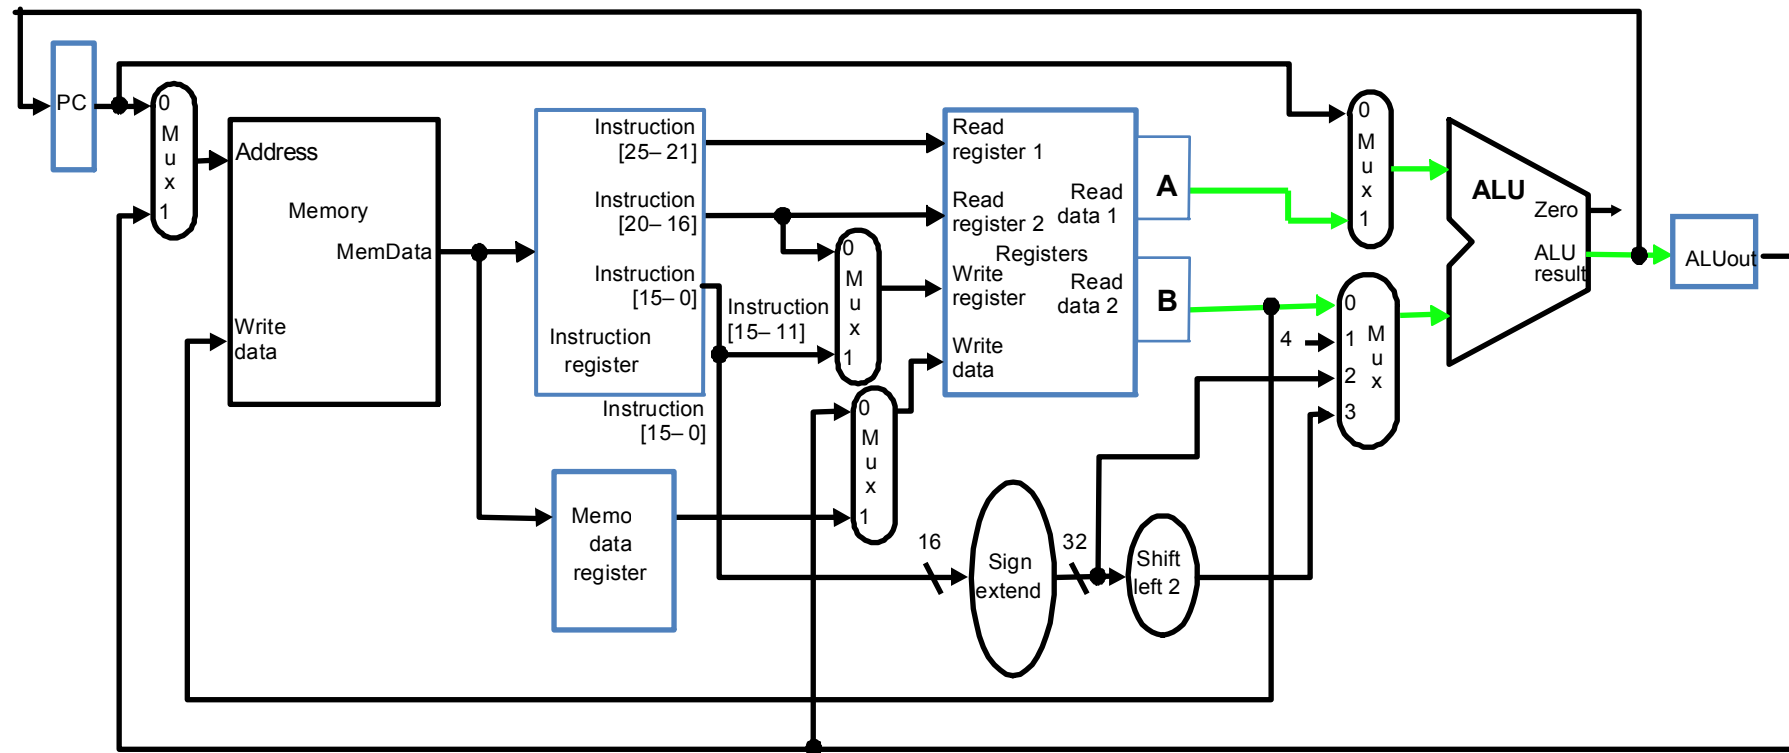 PC
0
M
u
x
1
Address
Memory
MemData
Write
data
Instruction
[25– 21]
Instruction
[20– 16]
Instruction
[15– 0]
Instruction
register
Instruction
[15– 11]
Instruction
[15– 0]
0
M
u
x
1
0
M
u
x
1
Memo
data
register
Read
register 1
Read
register 2
Registers
Write
register
Write
data
Read
data 1
Read
data 2
A
B
16
Sign
extend
32
Shift
left 2
0
M
u
x
1
4
0
1
2
3
M
u
x
ALU
Zero
ALU
result
ALUout